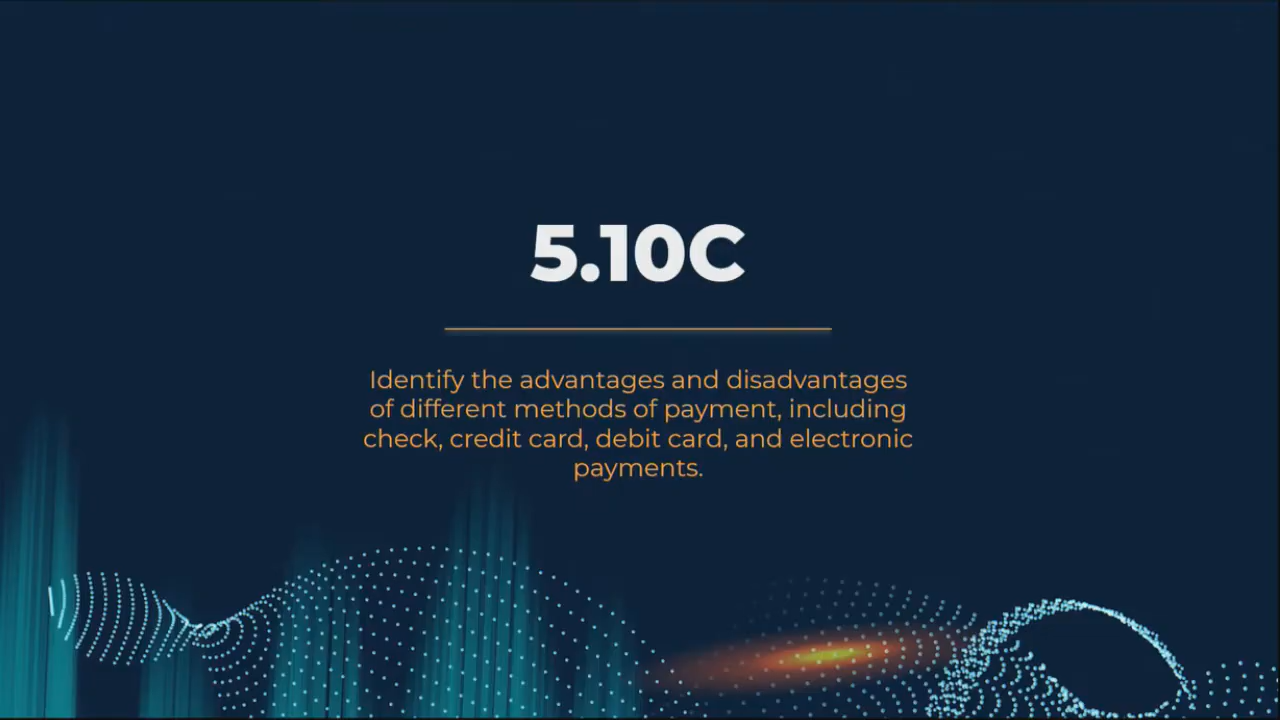 5.10C
Identify the advantages and disadvantages
of different methods of payment, including
check, credit card, debit card, and electronic
payments.